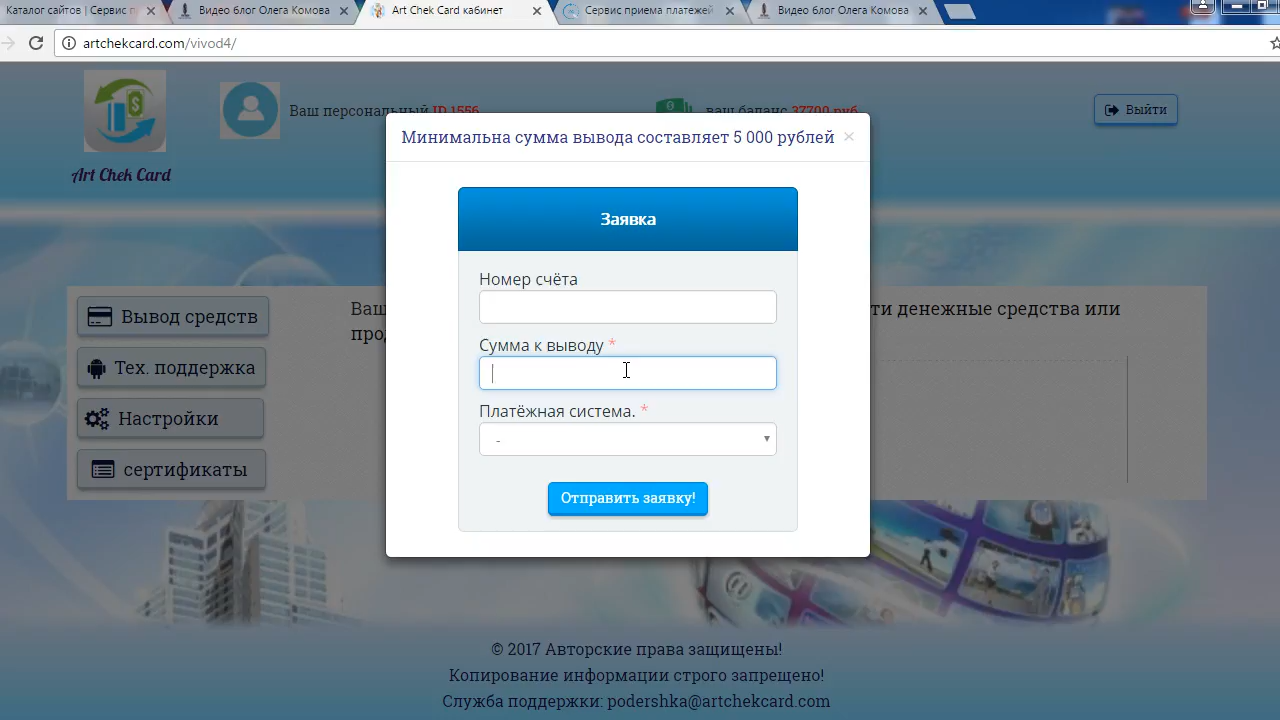 Каталог сайтов | Сервис п
Видео блог Олега Комова
Art Chek Card кабинет
Сервис приема платежей
Видео блог Олега Комова
artchekcard.com/vivod4/
Ваш персональный ID 1556
ваш баланс 37700 руб
Выйти
Art Chek Card
Минимальна сумма вывода составляет 5 000 рублей ×
Заявка
Номер счёта
Сумма к выводу *
Платёжная система. *
-
Отправить заявку!
Вывод средств
Тех. поддержка
Настройки
сертификаты
Ваш
ти денежные средства или
про
© 2017 Авторские права защищены!
Копирование информации строго запрещено!
Служба поддержки: podershka@artchekcard.com